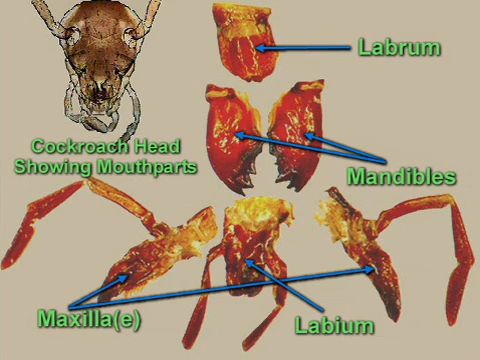 Labrum
Cockroach Head
Showing Mouthparts
Mandibles
Maxilla(e)
Labium